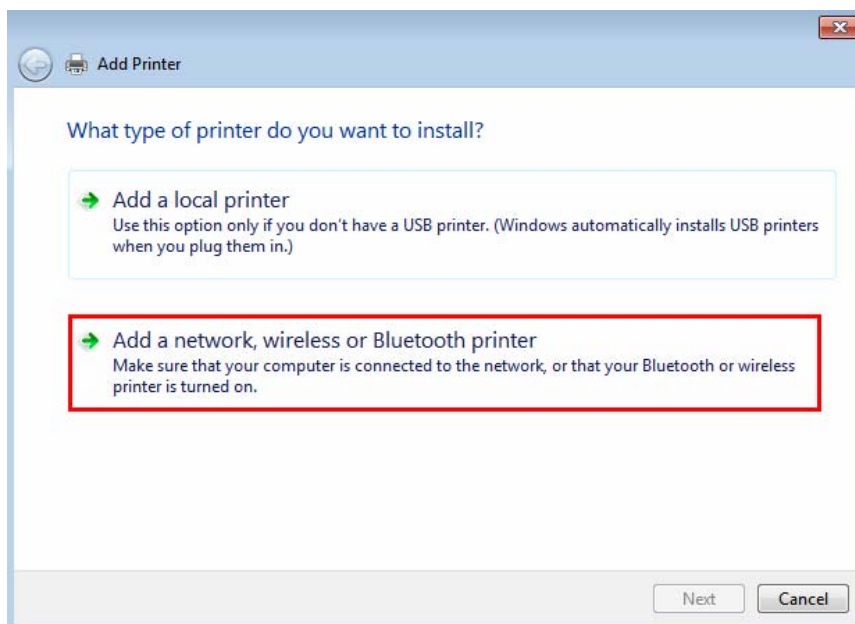 Add Printer
What type of printer do you want to install?
Add a local printer
Use this option only if you don't have a USB printer. (Windows automatically installs USB printers
when you plug them in.)
Add a network, wireless or Bluetooth printer
Make sure that your computer is connected to the network, or that your Bluetooth or wireless
printer is turned on.
Next
Cancel